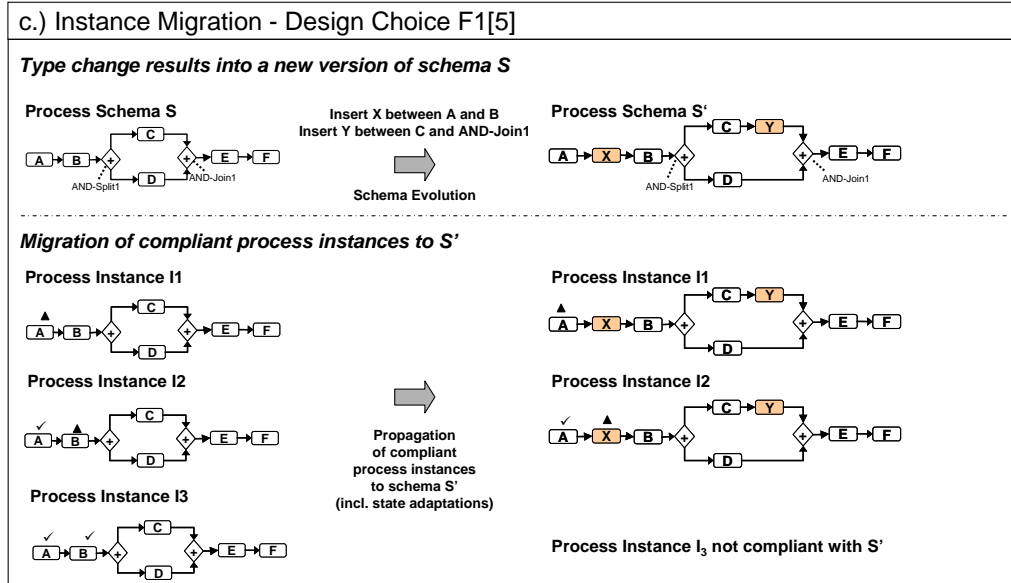 c.) Instance Migration - Design Choice F1[5]
Type change results into a new version of schema S
Process Schema S
A B + C D + E F
AND-Split1
AND-Join1
Insert X between A and B
Insert Y between C and AND-Join1
Schema Evolution
Process Schema S‘
A X B + C Y D + E F
AND-Split1
AND-Join1
Migration of compliant process instances to S’
Process Instance I1
▲
A B + C D + E F
Process Instance I2
✓ ▲
A B + C D + E F
Process Instance I3
✓ ✓
A B + C D + E F
Propagation
of compliant
process instances
to schema S’
(incl. state adaptations)
Process Instance I1
▲
A X B + C Y D + E F
Process Instance I2
✓ ▲
A X B + C Y D + E F
Process Instance I3 not compliant with S’